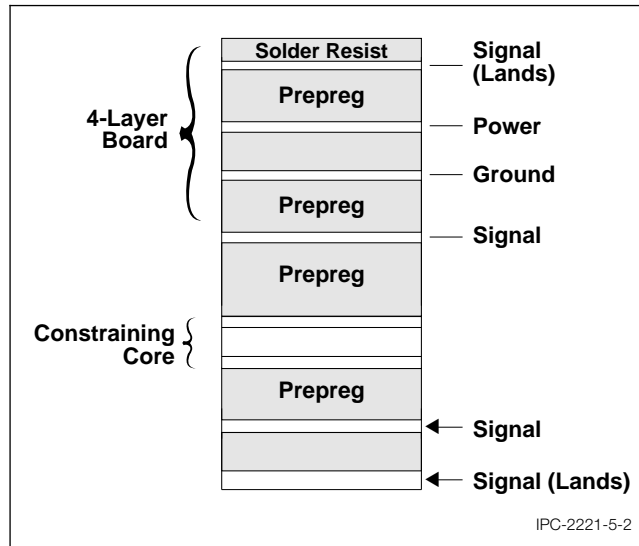 Solder Resist
Signal
(Lands)
Prepreg
4-Layer
Board
Power
Ground
Prepreg
Signal
Prepreg
Constraining
Core
Prepreg
Signal
Signal (Lands)
IPC-2221-5-2